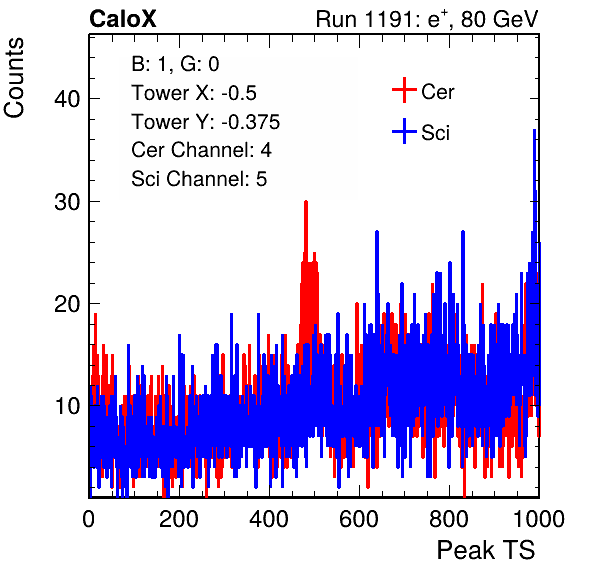 CaloX Run 1191: e⁺, 80 GeV
Counts
B: 1, G: 0
Tower X: -0.5
Tower Y: -0.375
Cer Channel: 4
Sci Channel: 5
Cer
Sci
40
30
20
10
0 200 400 600 800 1000
Peak TS